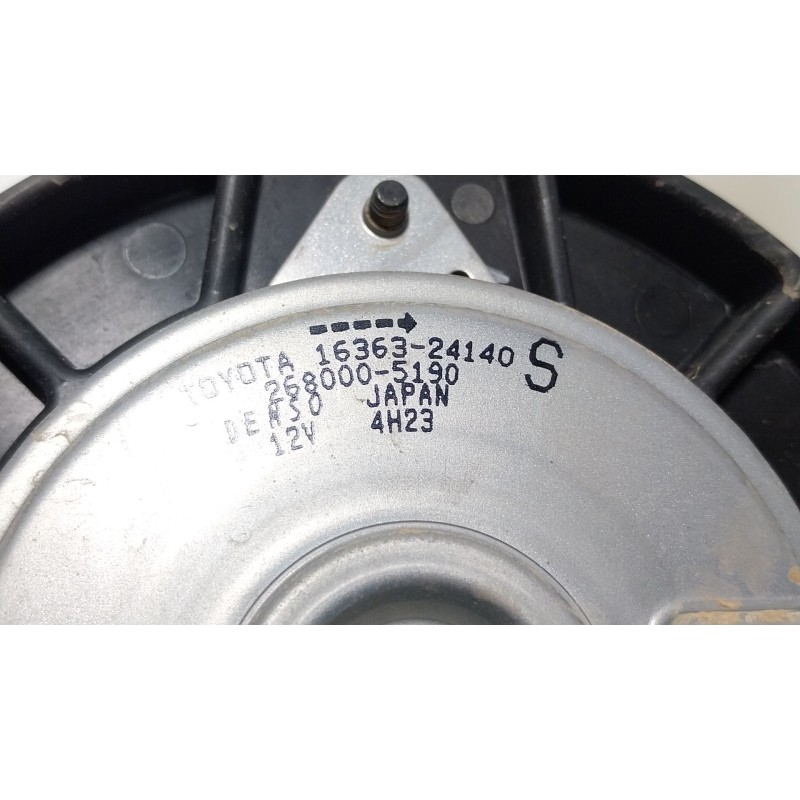 TOYOTA 16363-24140 S
268000-5190
DENSO JAPAN
12V 4H23